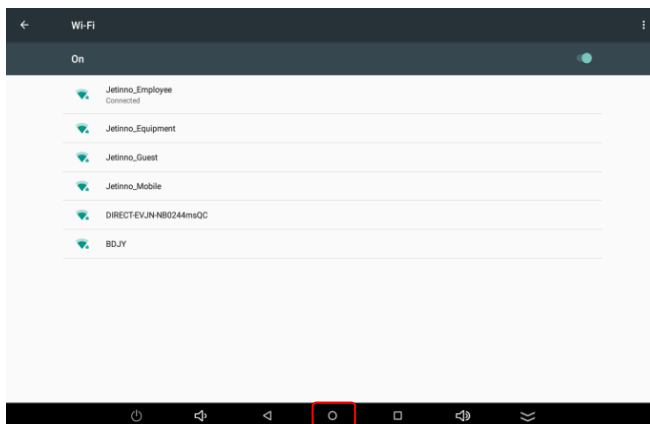 Wi-Fi
On
Jetinno_Employee
Connected
Jetinno_Equipment
Jetinno_Guest
Jetinno_Mobile
DIRECT-EVJN-NB0244msQC
BDJY